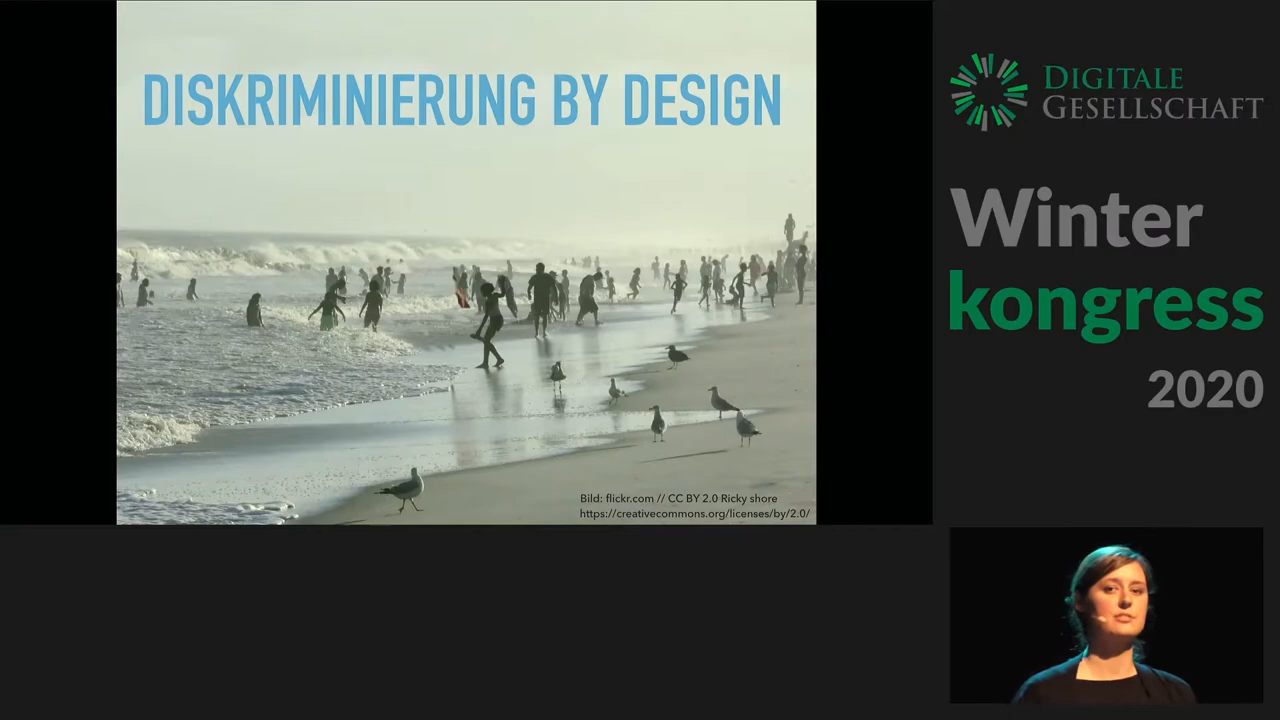 DISKRIMINIERUNG BY DESIGN
Bild: flickr.com // CC BY 2.0 Ricky shore
https://creativecommons.org/licenses/by/2.0/
DIGITALE
GESELLSCHAFT
Winter
kongress
2020